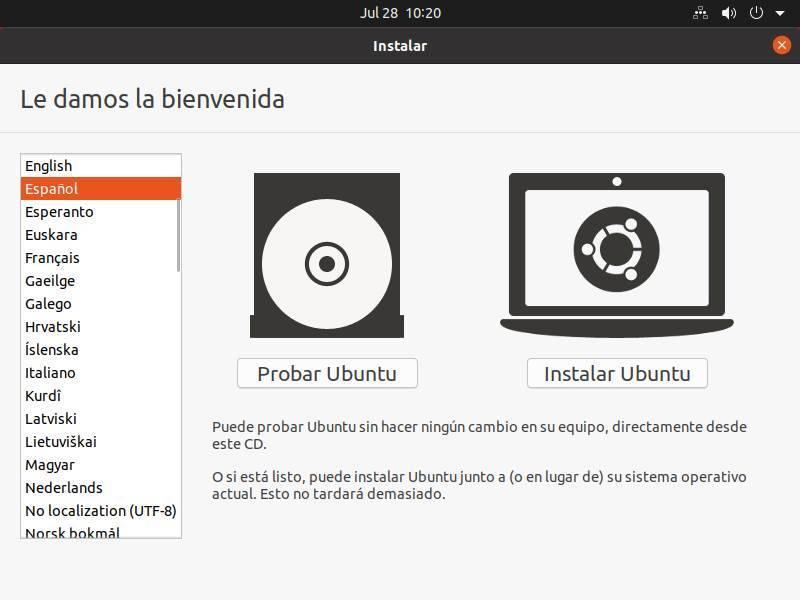 Jul 28 10:20
Instalar
Le damos la bienvenida
English
Español
Esperanto
Euskara
Français
Gaeilge
Galego
Hrvatski
Íslenska
Italiano
Kurdî
Latviski
Lietuviškai
Magyar
Nederlands
No localization (UTF-8)
Norsk bokmål
Probar Ubuntu
Instalar Ubuntu
Puede probar Ubuntu sin hacer ningún cambio en su equipo, directamente desde
este CD.
O si está listo, puede instalar Ubuntu junto a (o en lugar de) su sistema operativo
actual. Esto no tardará demasiado.